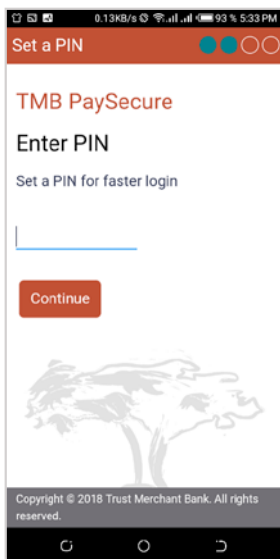 0.13KB/s 93 % 5:33 PM
Set a PIN
TMB PaySecure
Enter PIN
Set a PIN for faster login
Continue
Copyright © 2018 Trust Merchant Bank. All rights
reserved.